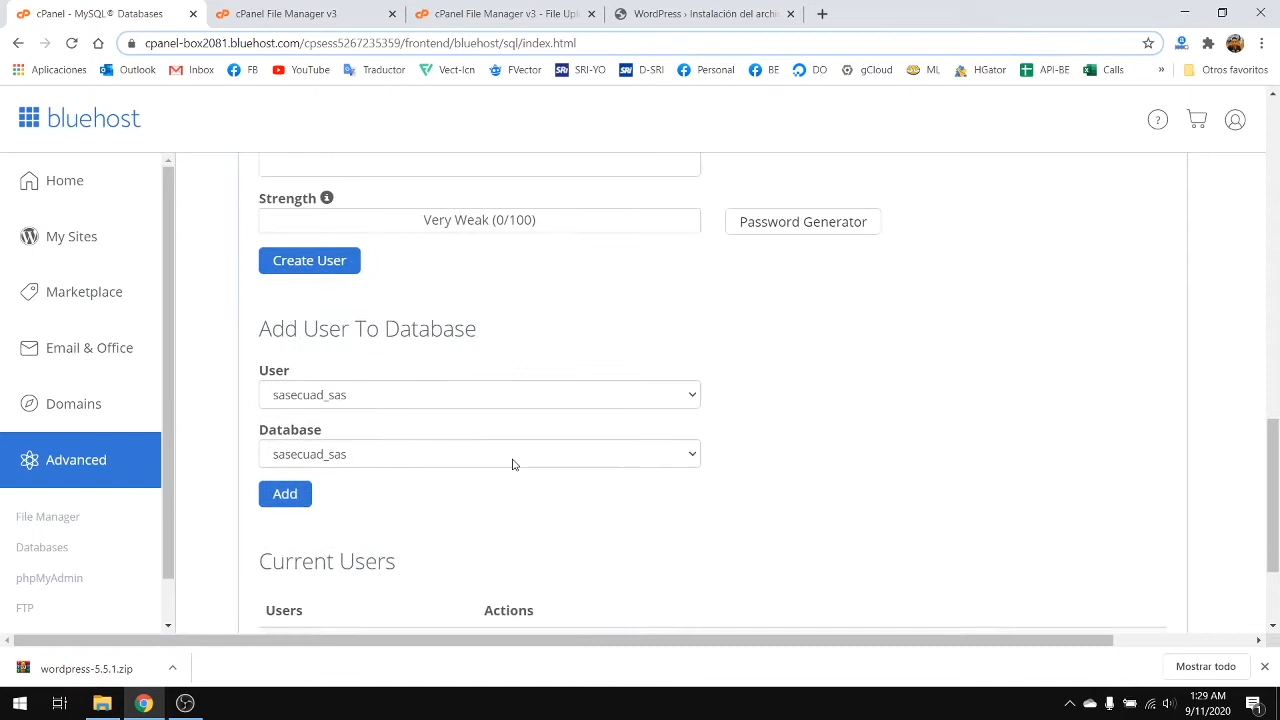 cPanel - MySQL® Databases
cPanel File Manager v3
cPanel File Manager v3 - File Upl
WordPress › Instalación del arche
cpanel-box2081.bluehost.com/cpsess5267235359/frontend/bluehost/sql/index.html
Aplicaciones
Outlook
Inbox
FB
YouTube
Traductor
Vect-Icn
FVector
SRI-YO
D-SRI
Personal
BE
DO
gCloud
ML
HGator
API-BE
Calls
»
Otros favoritos
bluehost
Home
My Sites
Marketplace
Email & Office
Domains
Advanced
File Manager
Databases
phpMyAdmin
FTP
Strength
Very Weak (0/100)
Password Generator
Create User
Add User To Database
User
sasecuad_sas
Database
sasecuad_sas
Add
Current Users
Users
Actions
wordpress-5.5.1.zip
Mostrar todo
1:29 AM
9/11/2020